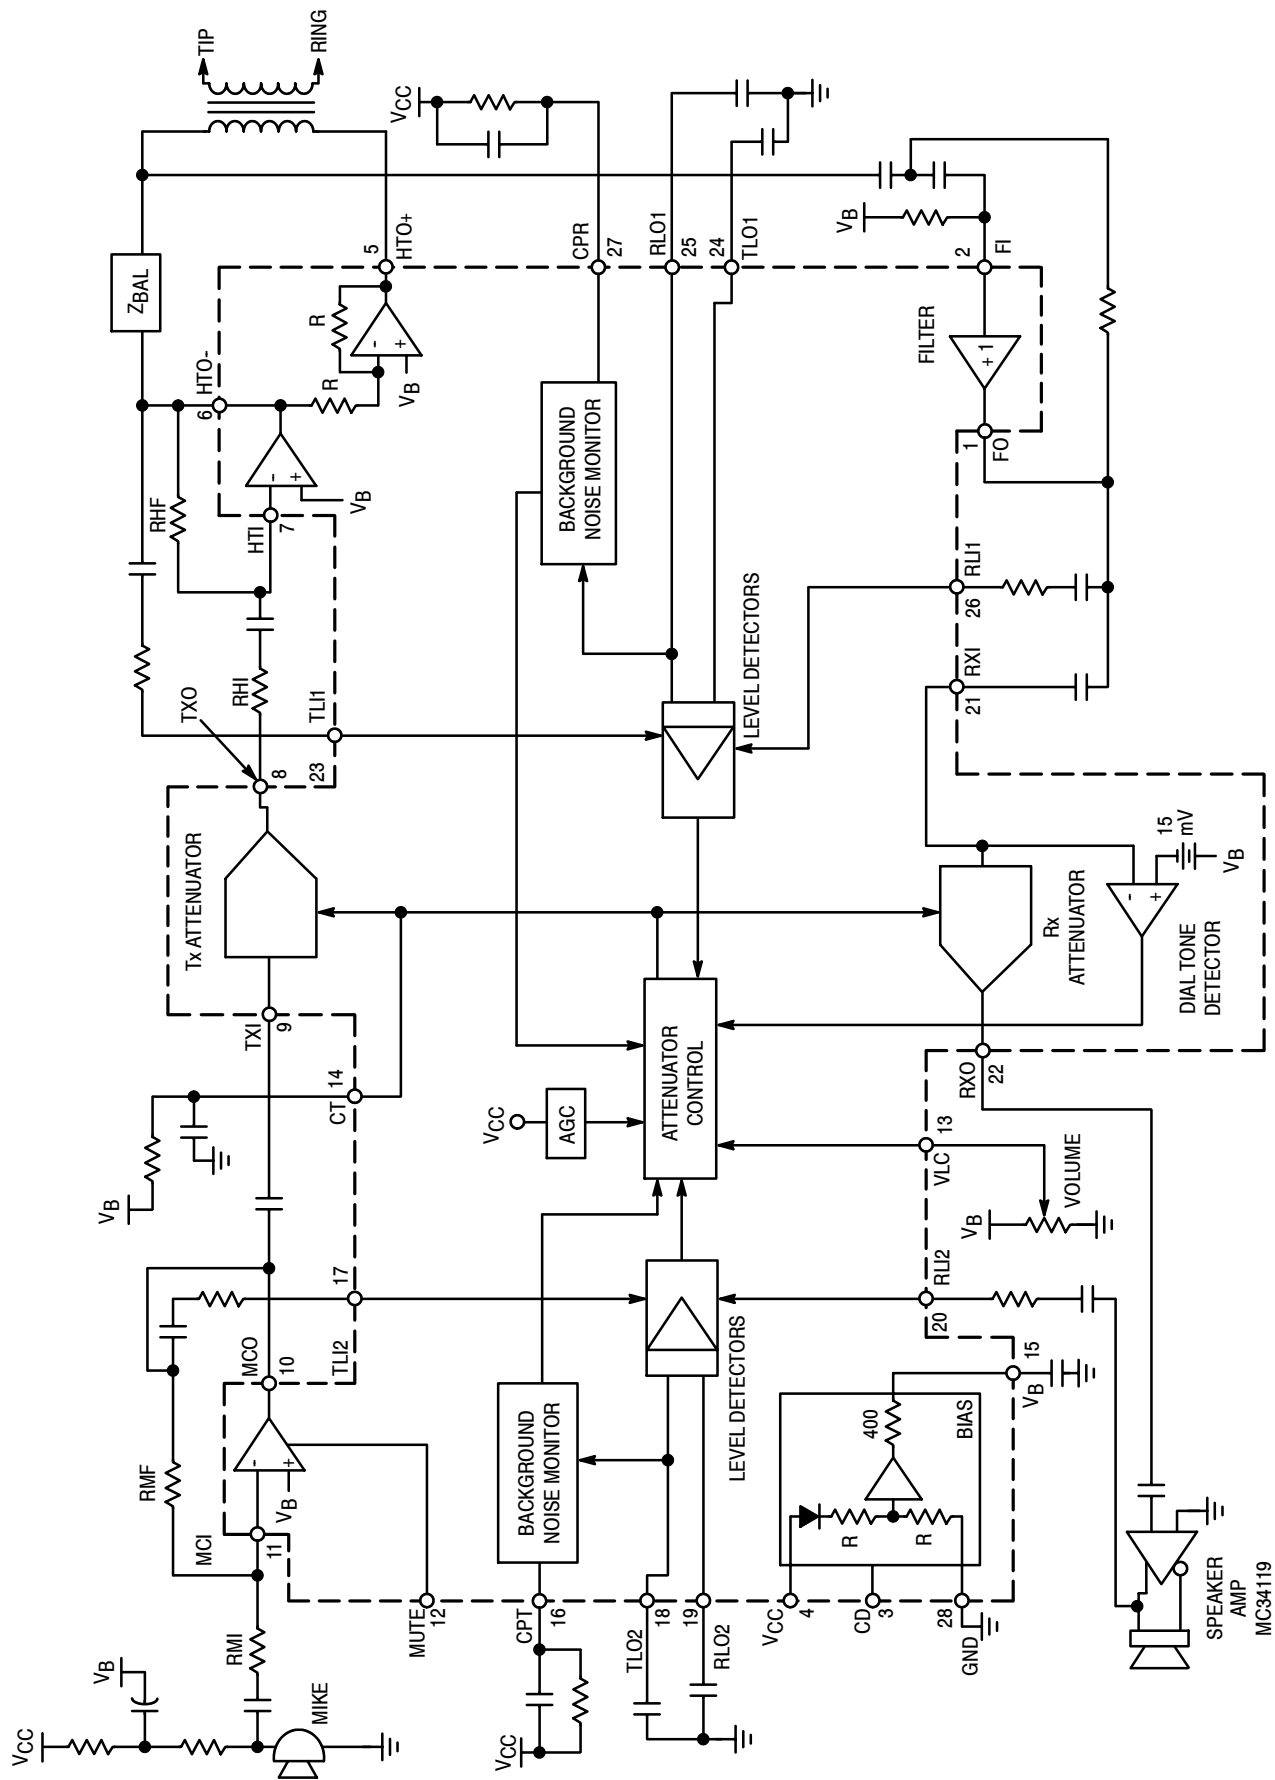 VCC
VB
MIKE
RMI
RMF
MCI
11
VB
-
+
MCO
10
TLI2
17
VB
CT
14
TXI
9
Tx ATTENUATOR
8
TXO
RHI
TLI1
23
RHF
HTI
7
-
+
VB
6
HTO-
ZBAL
R
R
-
+
VB
5
HTO+
TIP
RING
MUTE
12
CPT
16
VCC
BACKGROUND
NOISE MONITOR
VCC
AGC
ATTENUATOR
CONTROL
BACKGROUND
NOISE MONITOR
CPR
27
VCC
TLO2
18
19
RLO2
LEVEL DETECTORS
LEVEL DETECTORS
RLO1
25
24
TLO1
VCC
4
CD
3
28
GND
R
R
400
BIAS
15
VB
20
RLI2
VB
VOLUME
VLC
13
RXO
22
Rx
ATTENUATOR
DIAL TONE
DETECTOR
-
+
15
mV
VB
21
RXI
26
RLI1
1
FO
FILTER
+ 1
2
FI
VB
SPEAKER
AMP
MC34119